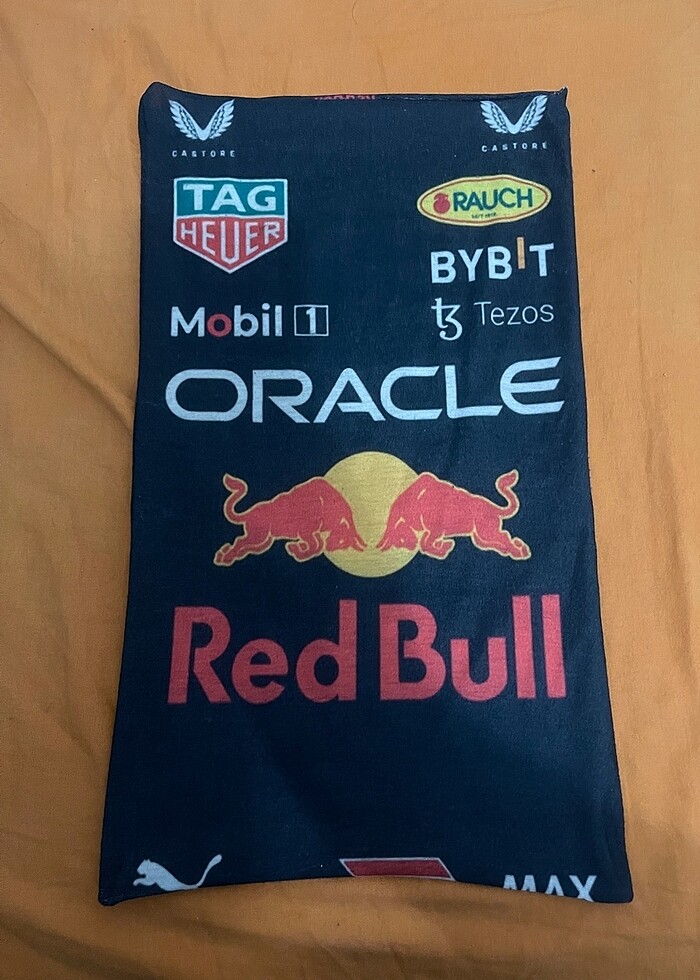 CASTORE CASTORE
TAG
HEUER
RAUCH
BYBIT
Mobil 1
Tezos
ORACLE
Red Bull
MAX